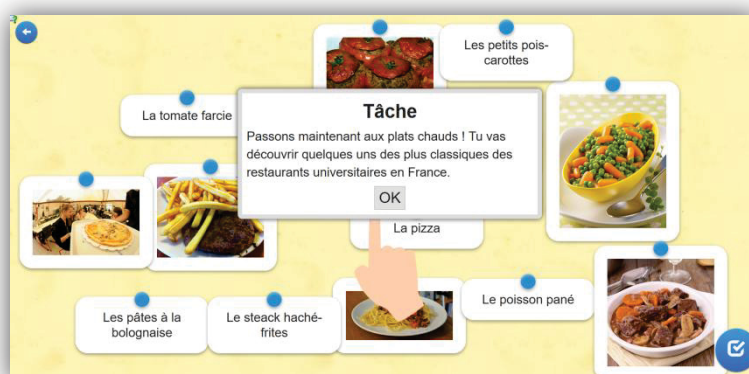 Les petits pois-
carottes
La tomate farcie
Tâche
Passons maintenant aux plats chauds ! Tu vas
découvrir quelques uns des plus classiques des
restaurants universitaires en France.
OK
La pizza
Les pâtes à la
bolognaise
Le steack haché-
frites
Le poisson pané